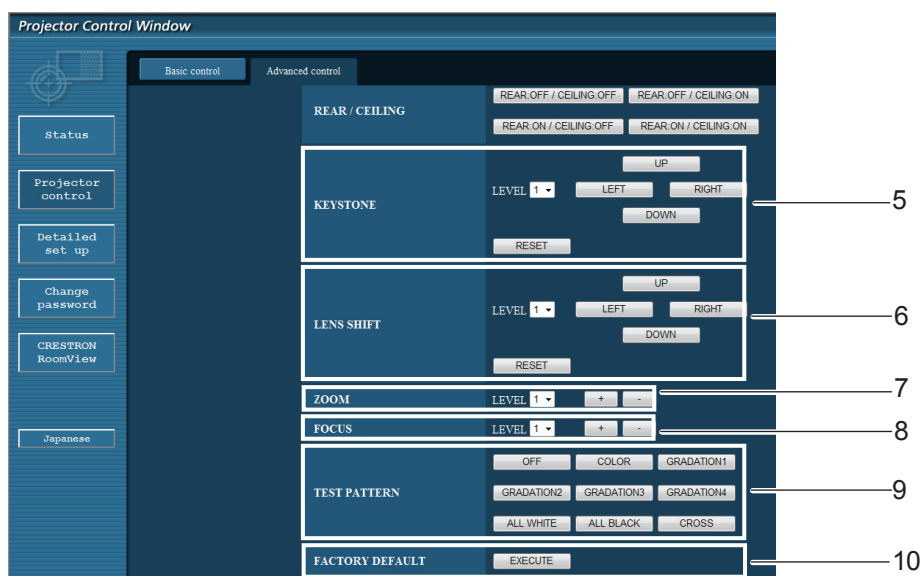 Projector Control Window
Basic control
Advanced control
Status
Projector
control
Detailed
set up
Change
password
CRESTRON
RoomView
Japanese
REAR / CEILING
REAR:OFF / CEILING:OFF
REAR:OFF / CEILING:ON
REAR:ON / CEILING:OFF
REAR:ON / CEILING:ON
KEYSTONE
UP
LEVEL 1
LEFT
RIGHT
DOWN
RESET
5
LENS SHIFT
UP
LEVEL 1
LEFT
RIGHT
DOWN
RESET
6
ZOOM
LEVEL 1
+
-
7
FOCUS
LEVEL 1
+
-
8
TEST PATTERN
OFF
COLOR
GRADATION1
GRADATION2
GRADATION3
GRADATION4
ALL WHITE
ALL BLACK
CROSS
9
FACTORY DEFAULT
EXECUTE
10